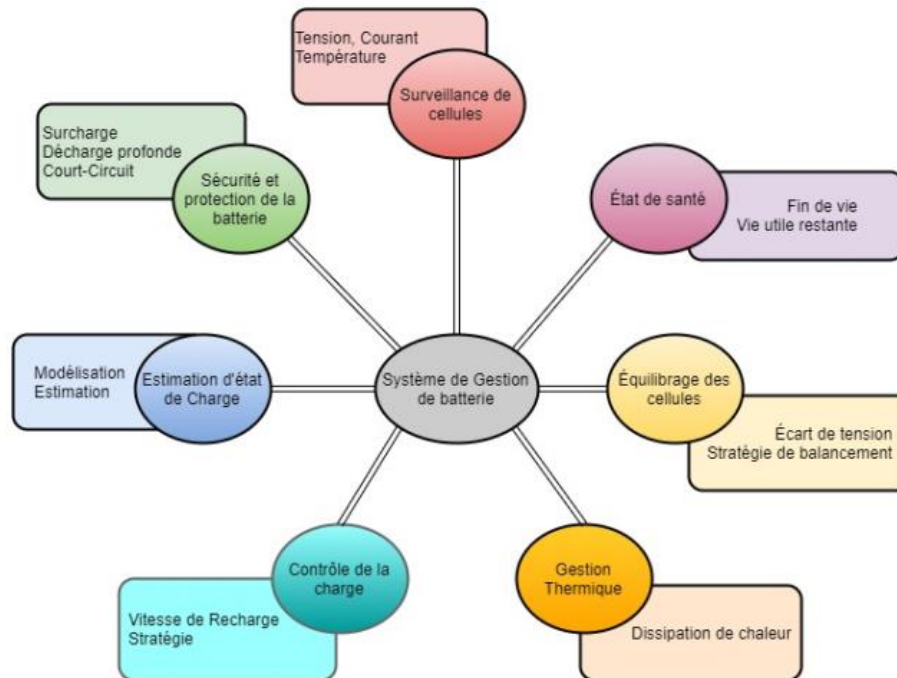 Tension, Courant
Température
Surveillance de
cellules
Surcharge
Décharge profonde
Court-Circuit
Sécurité et
protection de la
batterie
État de santé
Fin de vie
Vie utile restante
Modélisation
Estimation
Estimation d'état
de Charge
Système de Gestion
de batterie
Équilibrage des
cellules
Écart de tension
Stratégie de balancement
Contrôle de la
charge
Vitesse de Recharge
Stratégie
Gestion
Thermique
Dissipation de chaleur